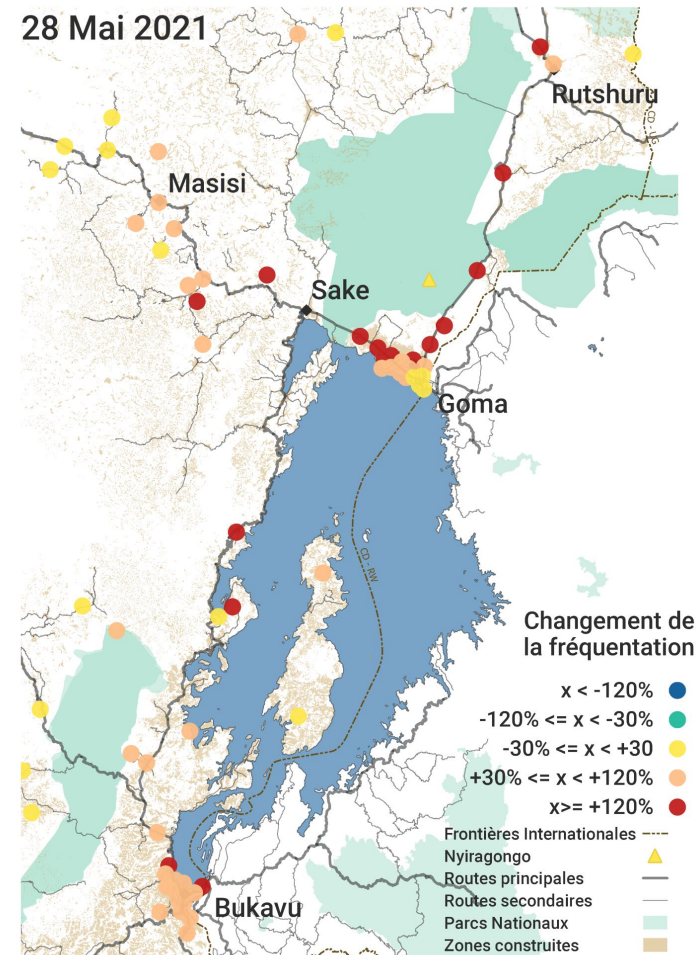 28 Mai 2021
Rutshuru
CD - UG
Masisi
Sake
Goma
CD - RW
Bukavu
Changement de
la fréquentation
x < -120%
-120% <= x < -30%
-30% <= x < +30
+30% <= x < +120%
x>= +120%
Frontières Internationales
Nyiragongo
Routes principales
Routes secondaires
Parcs Nationaux
Zones construites